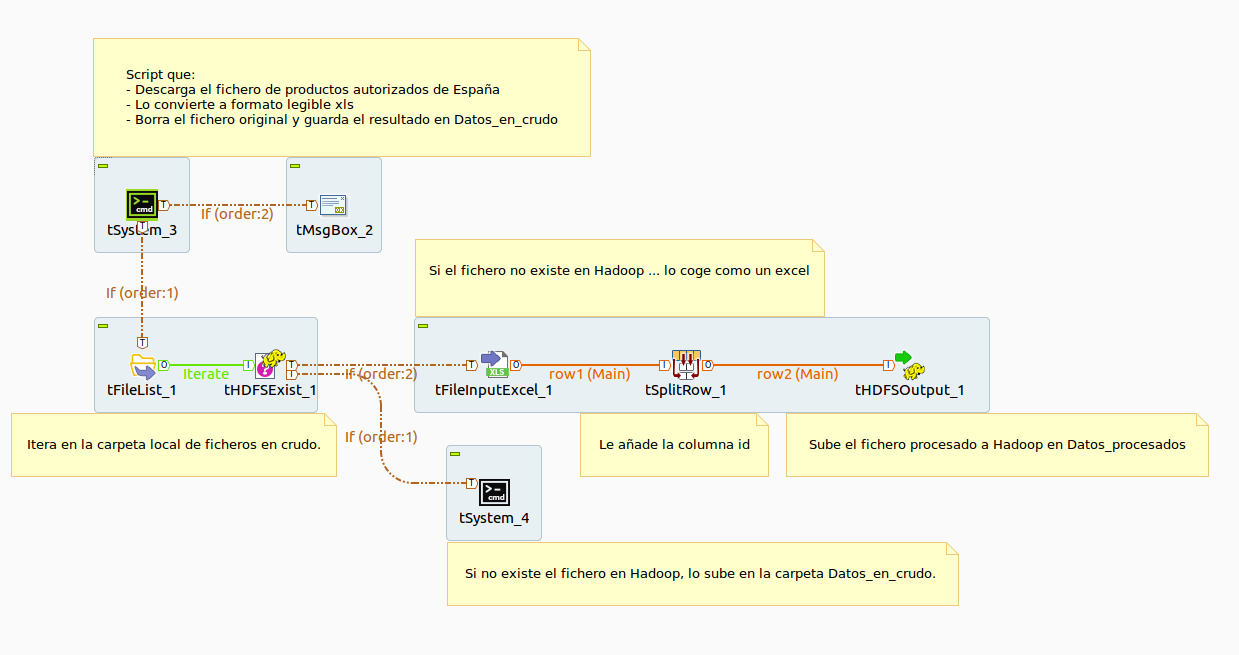 Script que:
- Descarga el fichero de productos autorizados de España
- Lo convierte a formato legible xls
- Borra el fichero original y guarda el resultado en Datos_en_crudo
>- cmd
T
If (order:2)
T
OK
tSystem_3
tMsgBox_2
T
If (order:1)
T
Si el fichero no existe en Hadoop ... lo coge como un excel
tFileList_1
O
Iterate
I
?
tHDFSExist_1
T
T
If (order:2)
T
XLS
tFileInputExcel_1
O
row1 (Main)
I
tSplitRow_1
O
row2 (Main)
I
tHDFSOutput_1
Itera en la carpeta local de ficheros en crudo.
If (order:1)
Le añade la columna id
Sube el fichero procesado a Hadoop en Datos_procesados
T
>- cmd
tSystem_4
Si no existe el fichero en Hadoop, lo sube en la carpeta Datos_en_crudo.